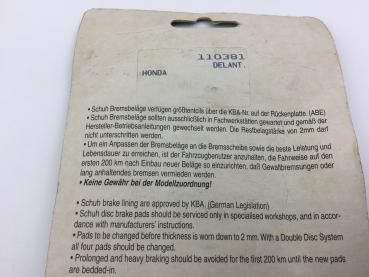 110381
HONDA DELANT.
• Schuh Bremsbeläge verfügen größtenteils über die KBA-Nr. auf der Rückenplatte. (ABE)
• Schuh Bremsbeläge sollten ausschließlich in Fachwerkstätten gewartet und gemäß der
Hersteller-Betriebsanleitungen gewechselt werden. Die Restbelagstärke von 2mm darf
nicht unterschritten werden.
• Um ein Anpassen der Bremsbeläge an die Bremsscheibe sowie die beste Leistung und
Lebensdauer zu erreichen, ist der Fahrzeugbenutzer anzuhalten, die Fahrweise auf den
ersten 200 km nach Einbau neuer Beläge so einzurichten, daß Gewaltbremsungen oder
lang anhaltendes bremsen vermieden werden.
• Keine Gewähr bei der Modellzuordnung!
• Schuh brake lining are approved by KBA. (German Legislation)
• Schuh disc brake pads should be serviced only in specialised workshops, and in accor-
dance with manufacturers' instructions.
• Pads to be changed before thickness is worn down to 2 mm. With a Double Disc System
all four pads should be changed.
• Prolonged and heavy braking should be avoided for the first 200 km until the new pads
are bedded-in.